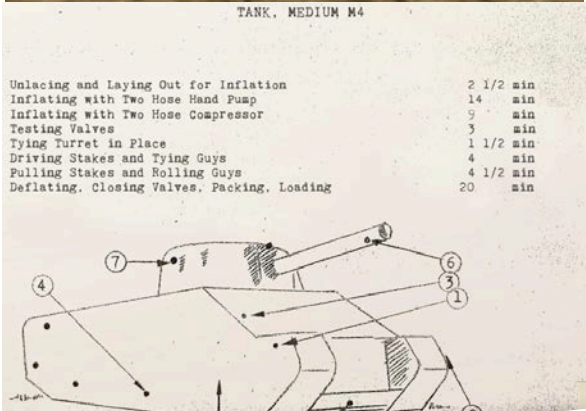 TANK, MEDIUM M4
Unlacing and Laying Out for Inflation 2 1/2 min
Inflating with Two Hose Hand Pump 14 min
Inflating with Two Hose Compressor 9 min
Testing Valves 3 min
Tying Turret in Place 1 1/2 min
Driving Stakes and Tying Guys 4 min
Pulling Stakes and Rolling Guys 4 1/2 min
Deflating, Closing Valves, Packing, Loading 20 min
7
6
4
3
1